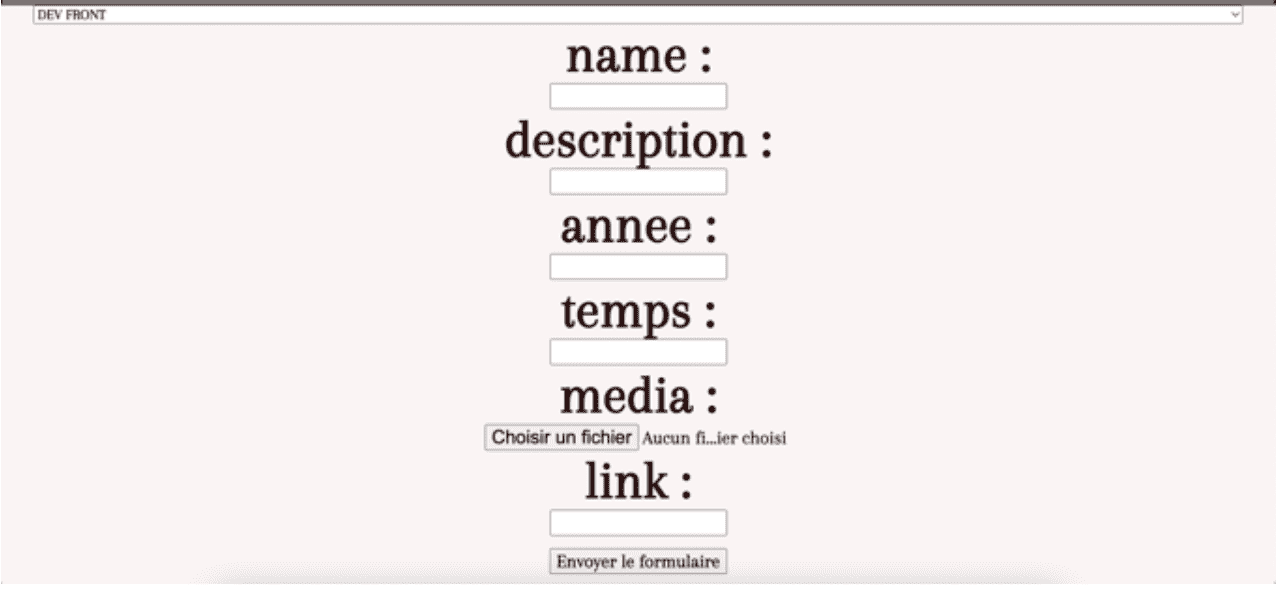 DEV FRONT
name :
description :
annee :
temps :
media :
Choisir un fichier Aucun fi...ier choisi
link :
Envoyer le formulaire